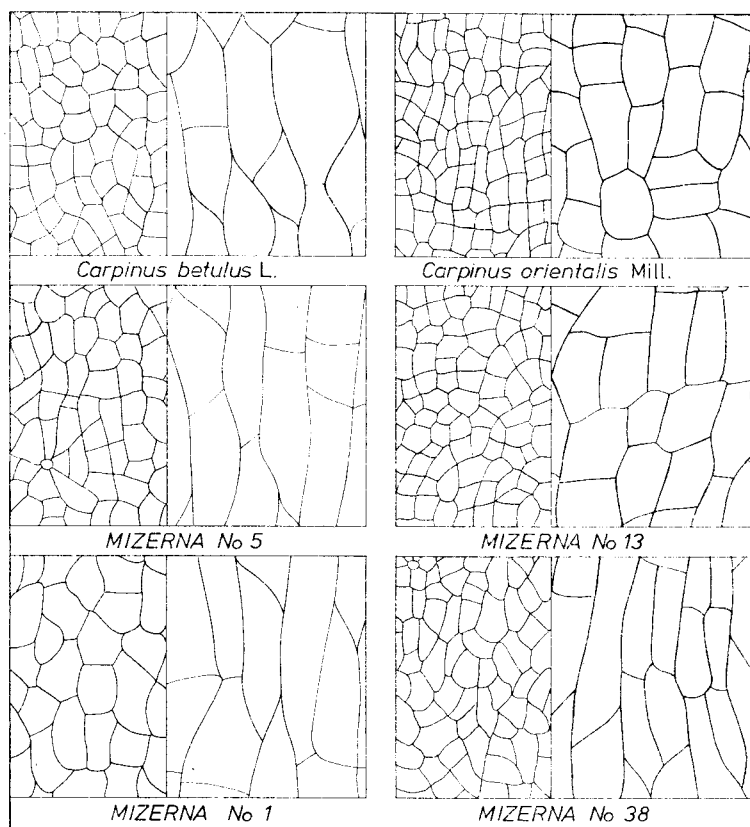 Carpinus betulus L.
Carpinus orientalis Mill.
MIZERNA No 5
MIZERNA No 13
MIZERNA No 1
MIZERNA No 38